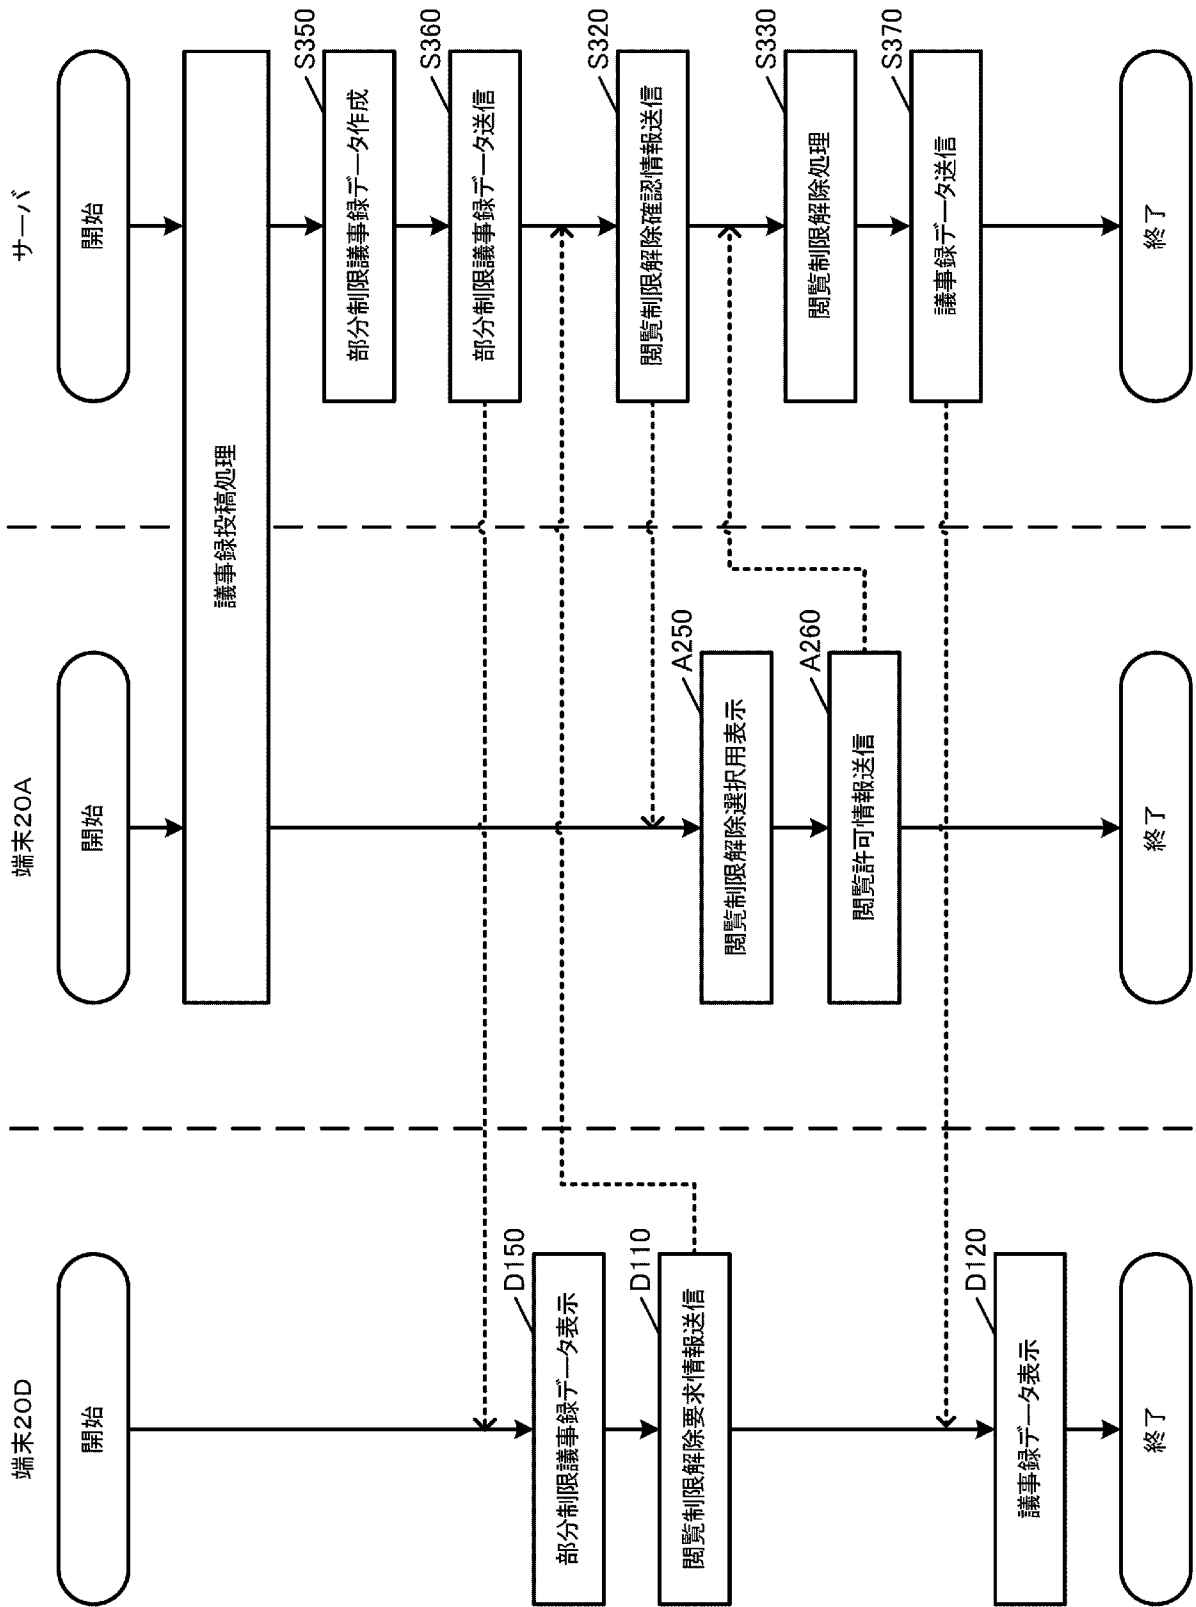 端末20D
端末20A
サーバ
開始
開始
開始
議事録投稿処理
S350
部分制限議事録データ作成
S360
部分制限議事録データ送信
D150
部分制限議事録データ表示
D110
閲覧制限解除要求情報送信
S320
閲覧制限解除確認情報送信
A250
閲覧制限解除選択用表示
A260
閲覧許可情報送信
S330
閲覧制限解除処理
S370
議事録データ送信
D120
議事録データ表示
終了
終了
終了